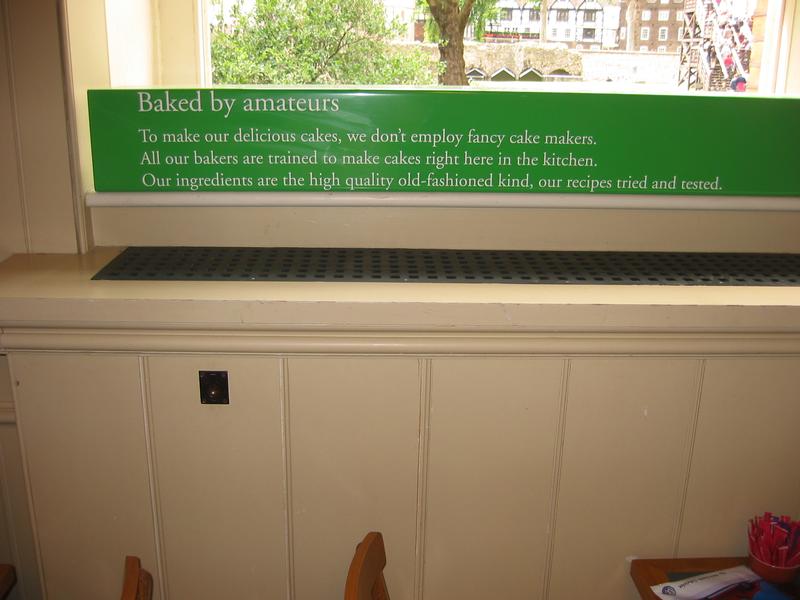 Baked by amateurs
To make our delicious cakes, we don't employ fancy cake makers.
All our bakers are trained to make cakes right here in the kitchen.
Our ingredients are the high quality old-fashioned kind, our recipes tried and tested.